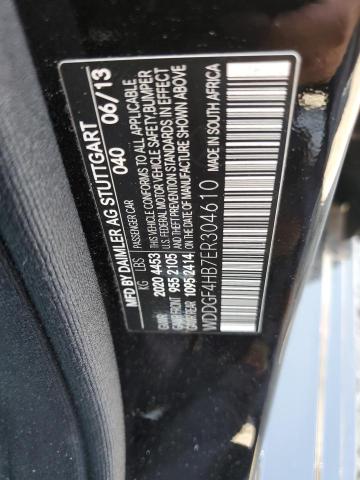 MFD BY DAIMLER AG STUTTGART 06/13
PASSENGER CAR 040
KG LBS THIS VEHICLE CONFORMS TO ALL APPLICABLE
GVWR 2020 4453 U.S. FEDERAL MOTOR VEHICLE SAFETY, BUMPER
GAWR FRONT 955 2105 AND THEFT PREVENTION STANDARDS IN EFFECT
GAWR REAR 1095 2414 ON THE DATE OF MANUFACTURE SHOWN ABOVE
WDDGF4HB7ER304610 MADE IN SOUTH AFRICA